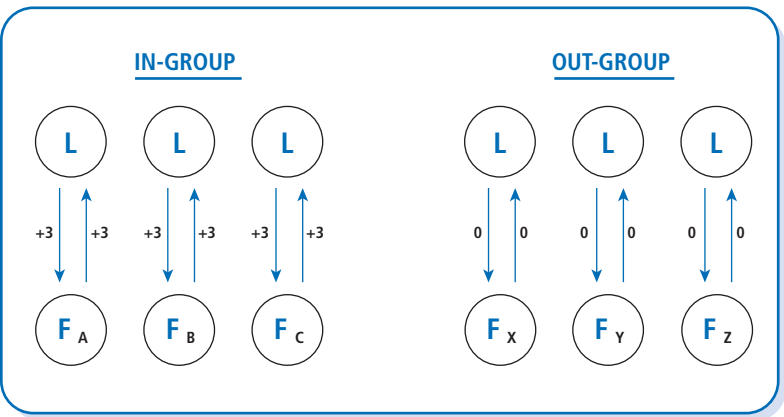 IN-GROUP OUT-GROUP
L L L L L L
+3 +3 +3 +3 +3 +3 0 0 0 0 0 0
F A F B F C F X F Y F Z